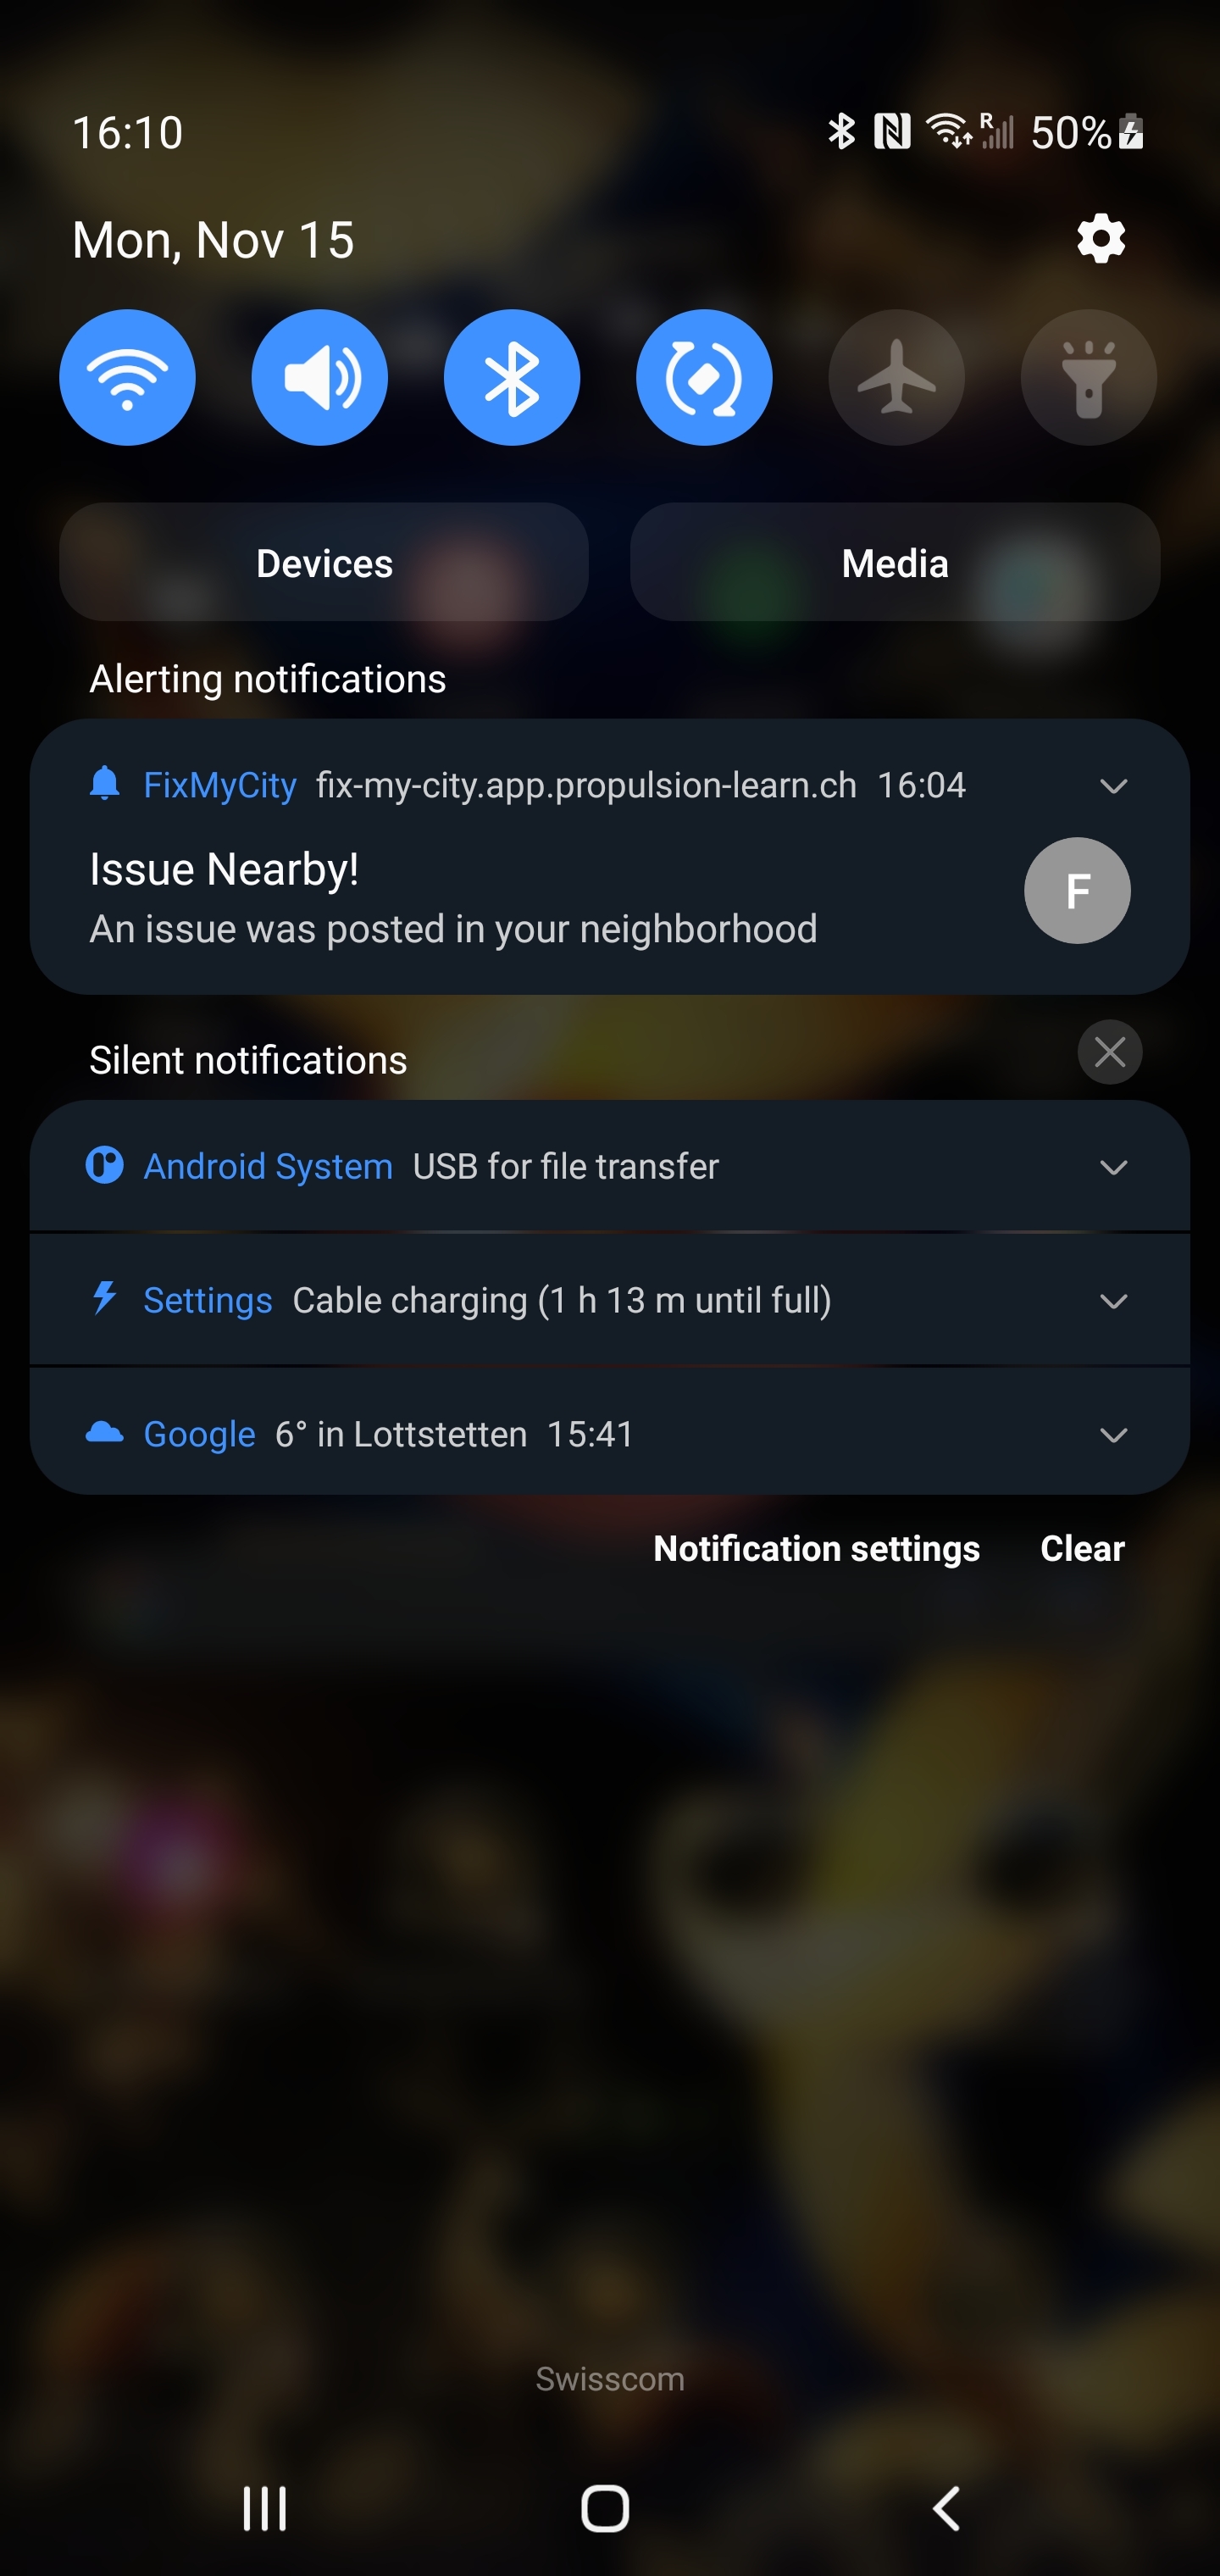 16:10
R 50%
Mon, Nov 15
Devices
Media
Alerting notifications
FixMyCity fix-my-city.app.propulsion-learn.ch 16:04
Issue Nearby!
An issue was posted in your neighborhood
F
Silent notifications
Android System USB for file transfer
Settings Cable charging (1 h 13 m until full)
Google 6° in Lottstetten 15:41
Notification settings
Clear
Swisscom